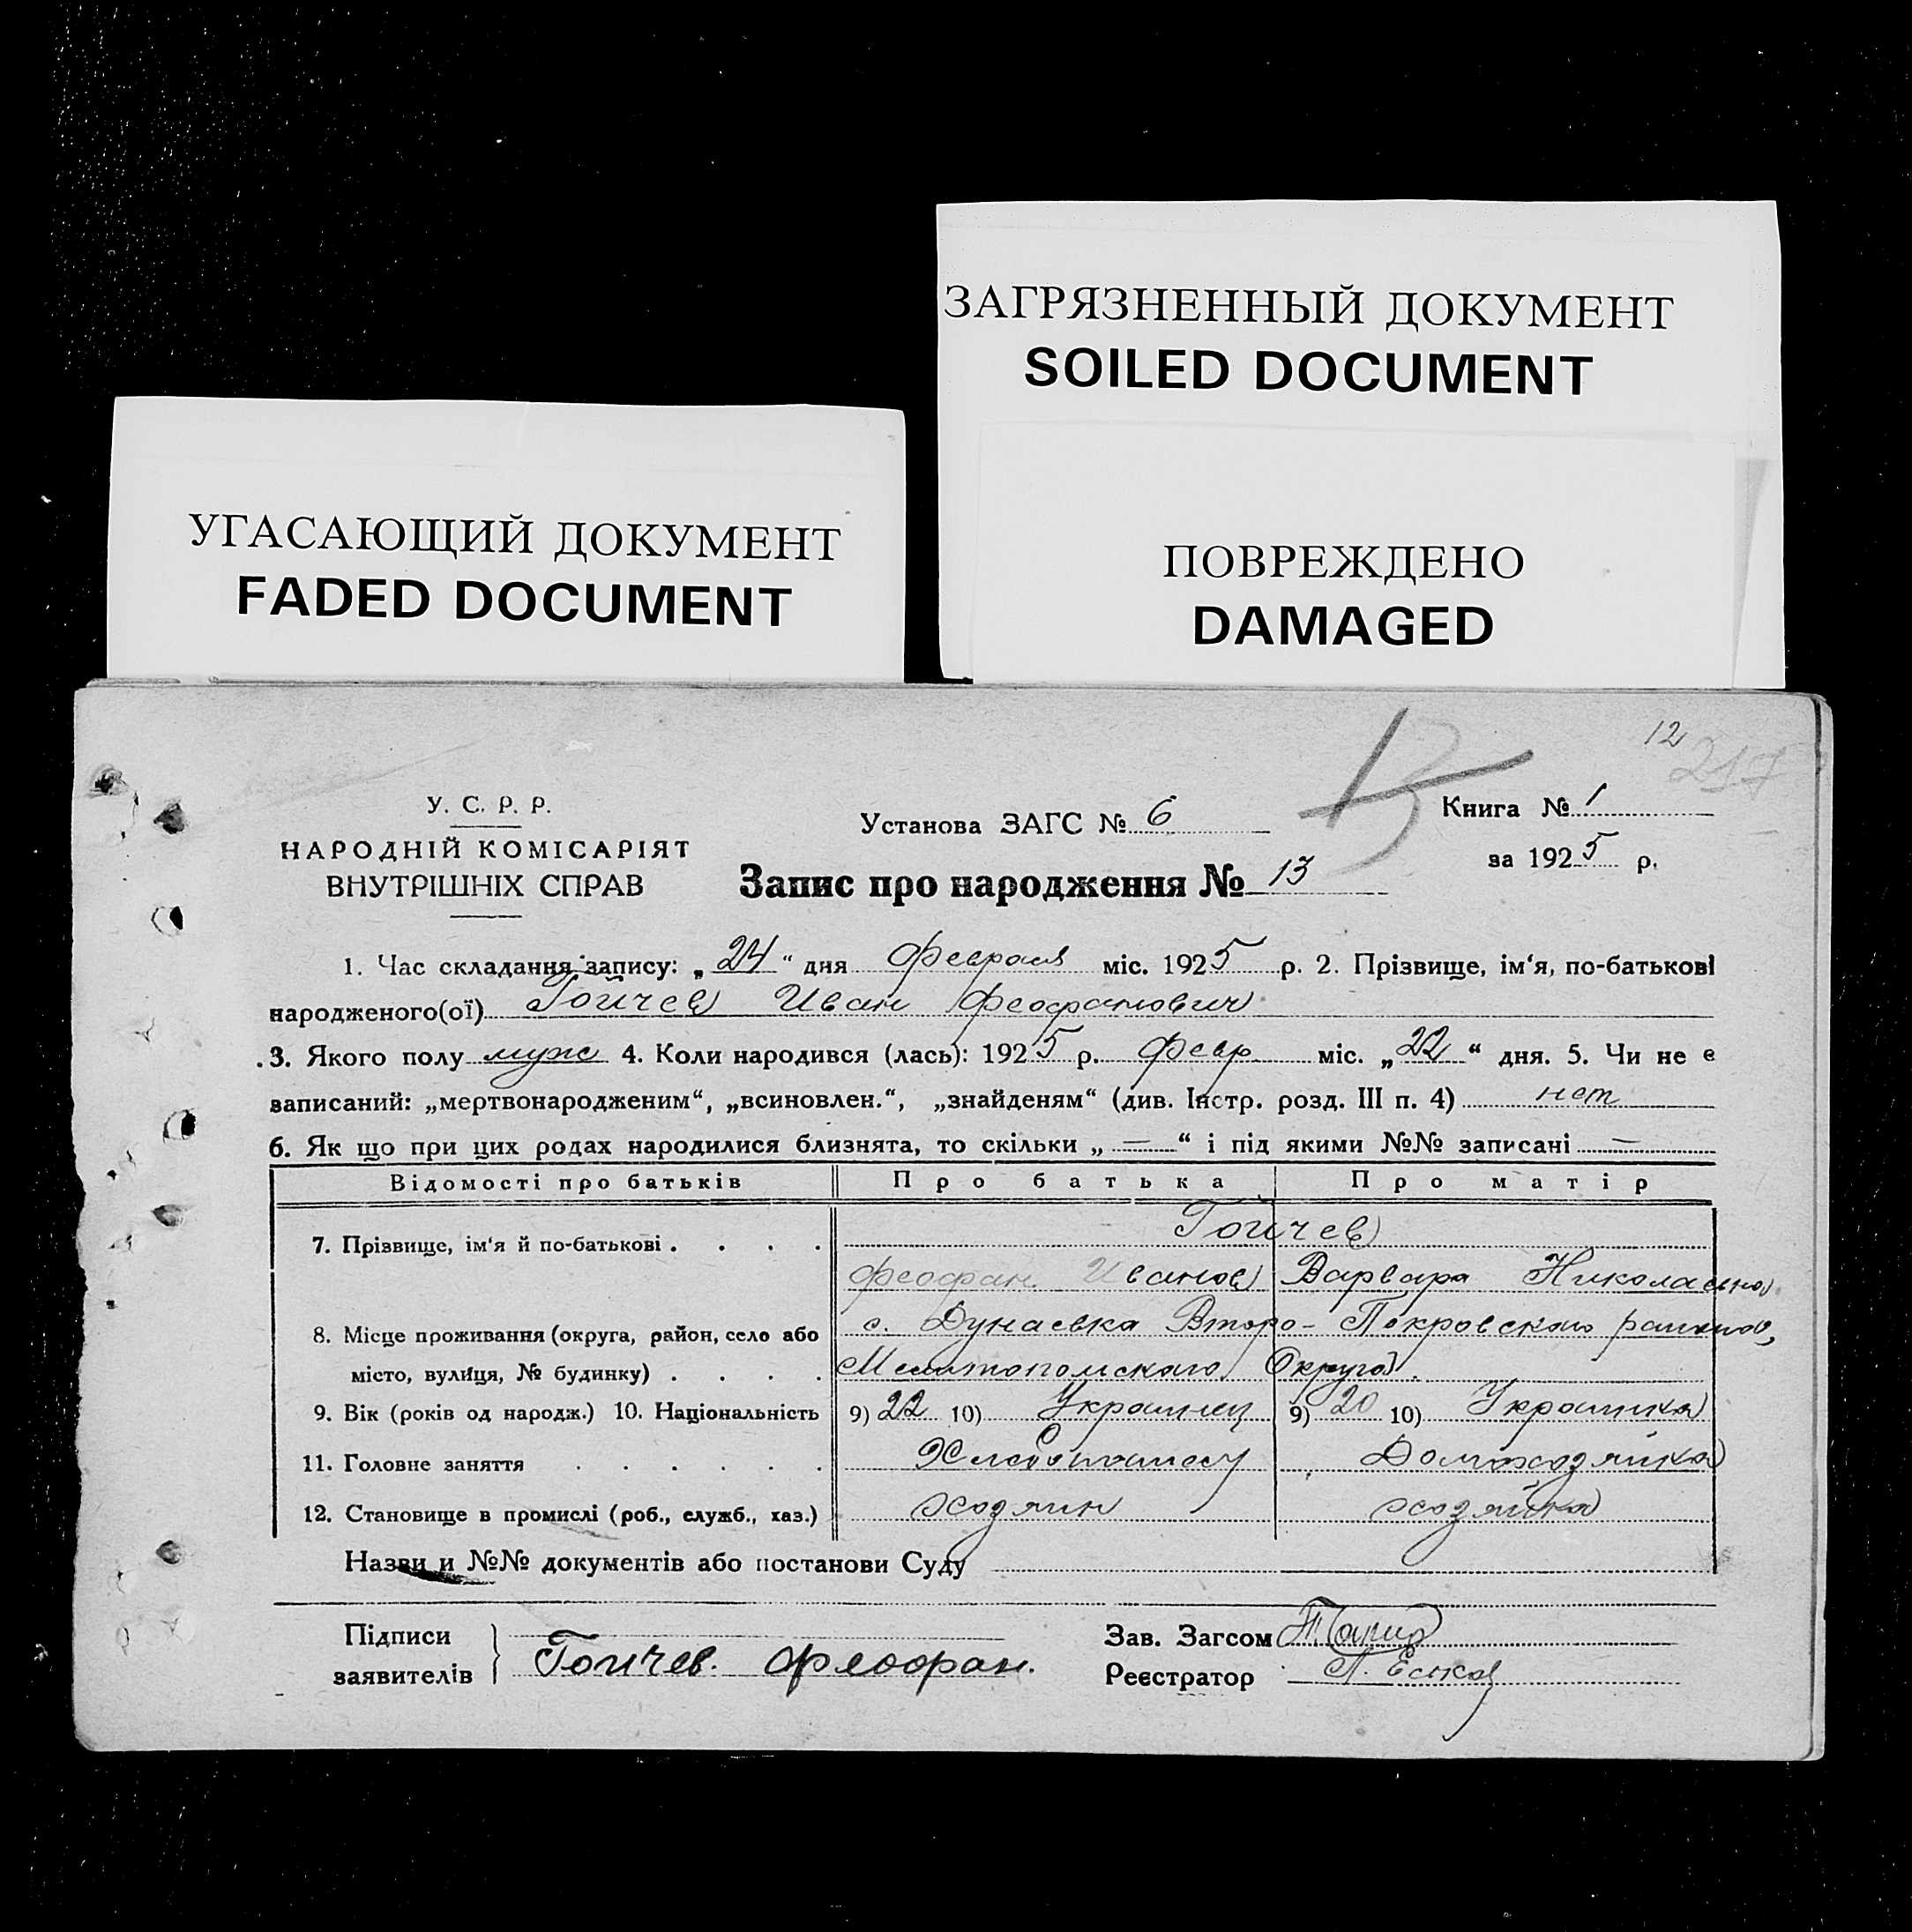 ЗАГРЯЗНЕННЫЙ ДОКУМЕНТ
SOILED DOCUMENT
УГАСАЮЩИЙ ДОКУМЕНТ
FADED DOCUMENT
ПОВРЕЖДЕНО
DAMAGED
12
217
У. С. Р. Р.
НАРОДНІЙ КОМІСАРІЯТ
ВНУТРІШНІХ СПРАВ
Установа ЗАГС № 6
Книга № 1
за 1925 р.
Запис про народження № 13
1. Час складання запису: „24“ дня Февраля міс. 1925 р. 2. Прізвище, ім‘я, по-батькові
народженого(ої) Гойчев Иван Феофанович
3. Якого полу муж 4. Коли народився (лась): 1925 р. Февр міс. „22“ дня. 5. Чи не є
записаний: „мертвонародженим“, „всиновлен.“, „знайденям“ (див. Інстр. розд. III п. 4) нет
6. Як що при цих родах народилися близнята, то скільки „ — “ і під якими №№ записані —
Відомості про батьків Про батька Про матір
7. Прізвище, ім‘я й по-батькові . . . . Гойчев
Феофан Иванов Варвара Николаевна
8. Місце проживання (округа, район, село або с. Дунаевка Второ-Покровского района,
місто, вулиця, № будинку) . . . . Мелитопольского Округа.
9. Вік (років од народж.) 10. Національність 9) 22 10) Украинец 9) 20 10) Украинка
11. Головне заняття . . . . . . Хлебопашец Домохозяйка
12. Становище в промислі (роб., служб., хаз.) хозяин хозяйка
Назви и №№ документів або постанови Суду
Підписи
заявителів
Гойчев. Феофан.
Зав. Загсом
Реєстратор